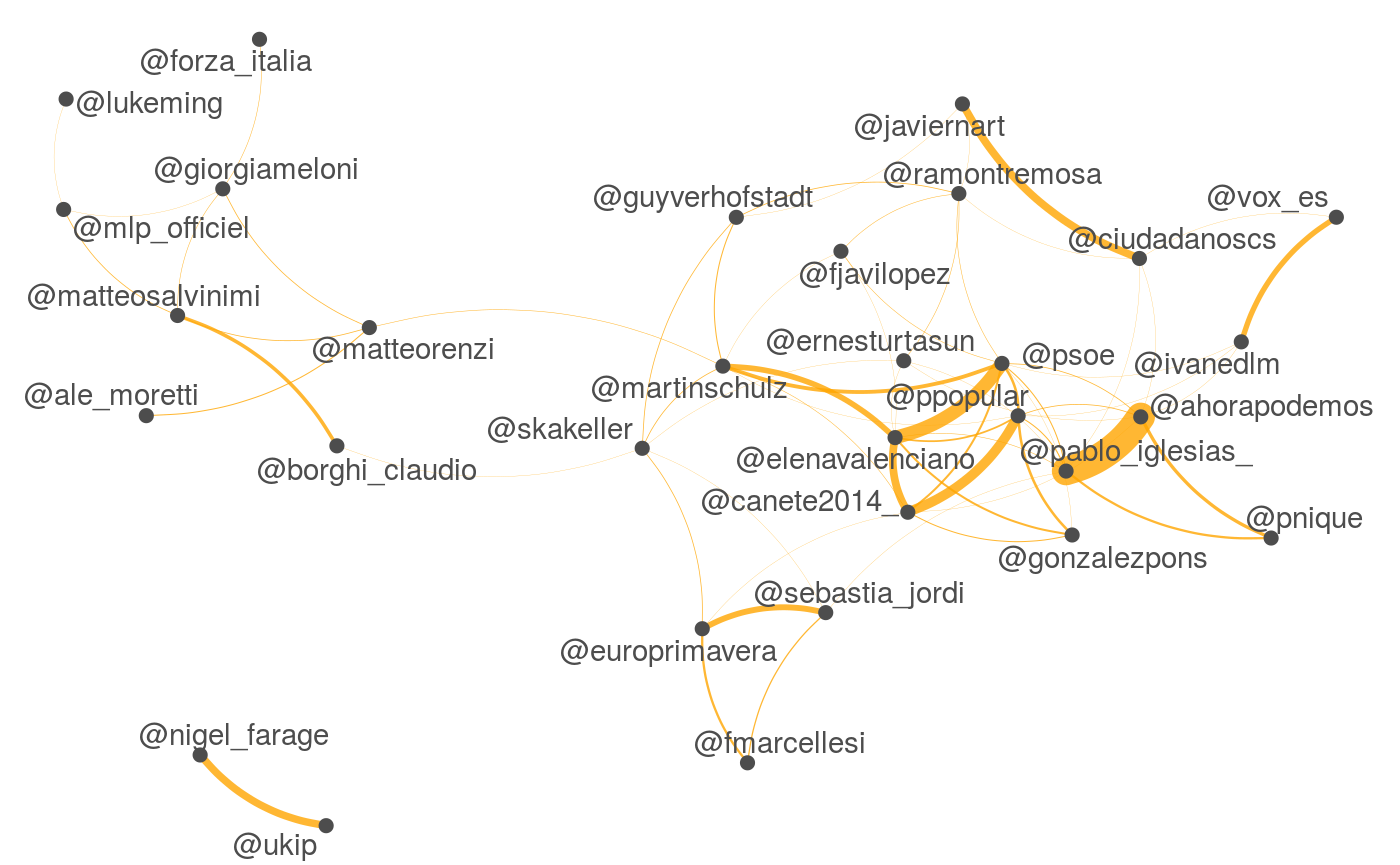 @forza_italia
@lukeming
@javiernart
@giorgiameloni
@ramontremosa
@guyverhofstadt
@vox_es
@mlp_officiel
@ciudadanoscs
@fjavilopez
@matteosalvinimi
@ernesturtasun
@matteorenzi
@psoe
@ivanedlm
@martinschulz
@ppopular
@ale_moretti
@ahorapodemos
@skakeller
@pablo_iglesias_
@elenavalenciano
@borghi_claudio
@canete2014_
@pnique
@gonzalezpons
@sebastia_jordi
@europrimavera
@nigel_farage
@fmarcellesi
@ukip